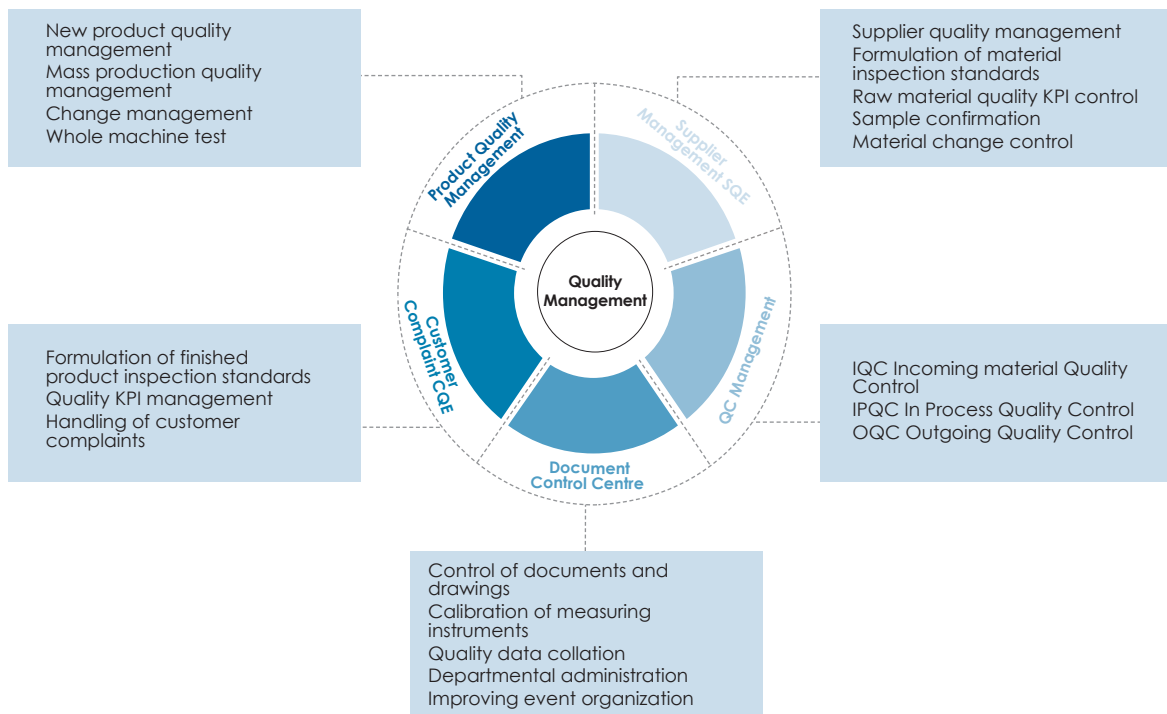 New product quality
management
Mass production quality
management
Change management
Whole machine test
Supplier quality management
Formulation of material
inspection standards
Raw material quality KPI control
Sample confirmation
Material change control
Product Quality
Management
Supplier
Management SQE
Quality
Management
Customer
Complaint CQE
QC Management
Document
Control Centre
Formulation of finished
product inspection standards
Quality KPI management
Handling of customer
complaints
IQC Incoming material Quality
Control
IPQC In Process Quality Control
OQC Outgoing Quality Control
Control of documents and
drawings
Calibration of measuring
instruments
Quality data collation
Departmental administration
Improving event organization